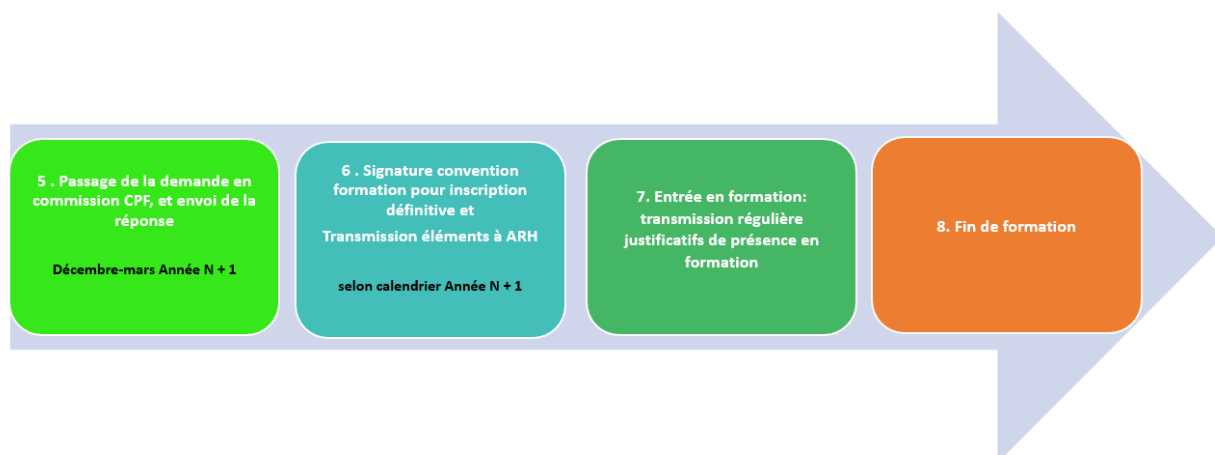 5 . Passage de la demande en
commission CPF, et envoi de la
réponse
Décembre-mars Année N + 1
6 . Signature convention
formation pour inscription
définitive et
Transmission éléments à ARH
selon calendrier Année N + 1
7. Entrée en formation:
transmission régulière
justificatifs de présence en
formation
8. Fin de formation